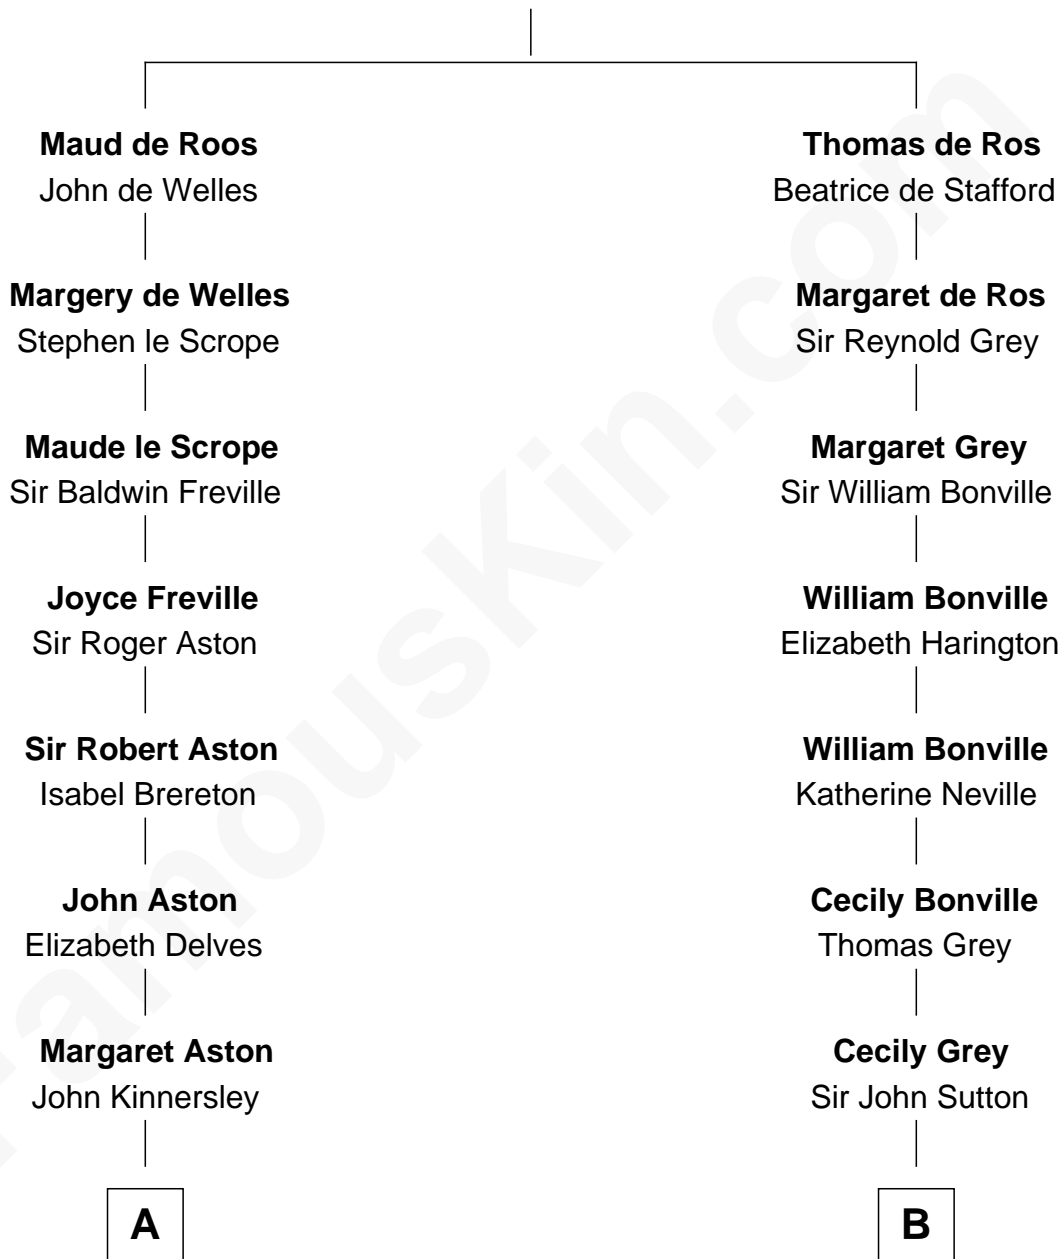 Maud de Roos
John de Welles
Thomas de Ros
Beatrice de Stafford
Margery de Welles
Stephen le Scrope
Margaret de Ros
Sir Reynold Grey
Maude le Scrope
Sir Baldwin Freville
Margaret Grey
Sir William Bonville
Joyce Freville
Sir Roger Aston
William Bonville
Elizabeth Harington
Sir Robert Aston
Isabel Brereton
William Bonville
Katherine Neville
John Aston
Elizabeth Delves
Cecily Bonville
Thomas Grey
Margaret Aston
John Kinnersley
Cecily Grey
Sir John Sutton
A
B
FamousKin.com